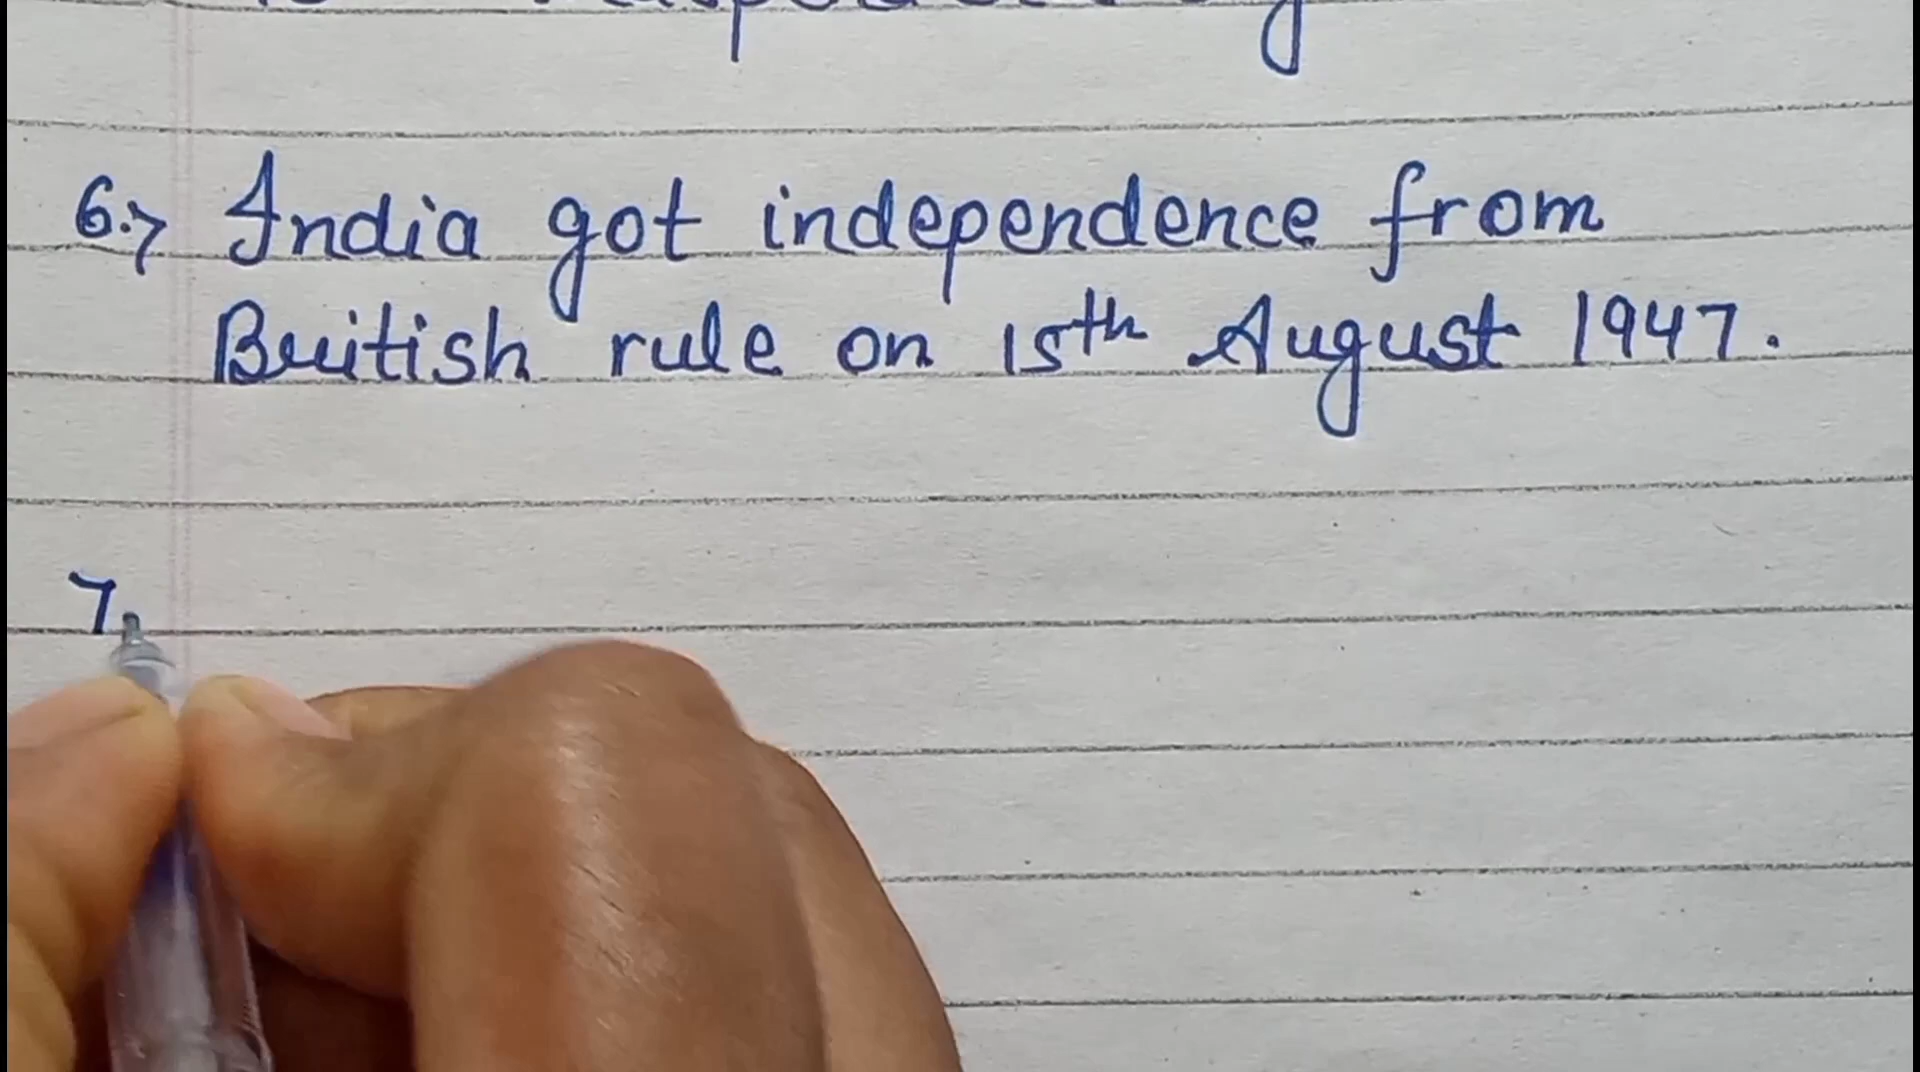 6.> India got independence from
British rule on 15th August 1947.
7.